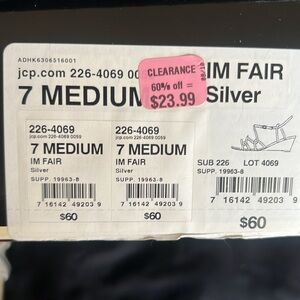 ADHK6306516001
jcp.com 226-4069 00
CLEARANCE
60% off =
$23.99
IM FAIR
7 MEDIUM
Silver
226-4069
jcp.com 226-4069 0059
7 MEDIUM
IM FAIR
Silver
SUPP. 19963-8
7 16142 49203 9
$60
226-4069
jcp.com 226-4069 0059
7 MEDIUM
IM FAIR
Silver
SUPP. 19963-8
7 16142 49203 9
$60
SUB 226 LOT 4069
SUPP. 19963-8
7 16142 49203 9
$60